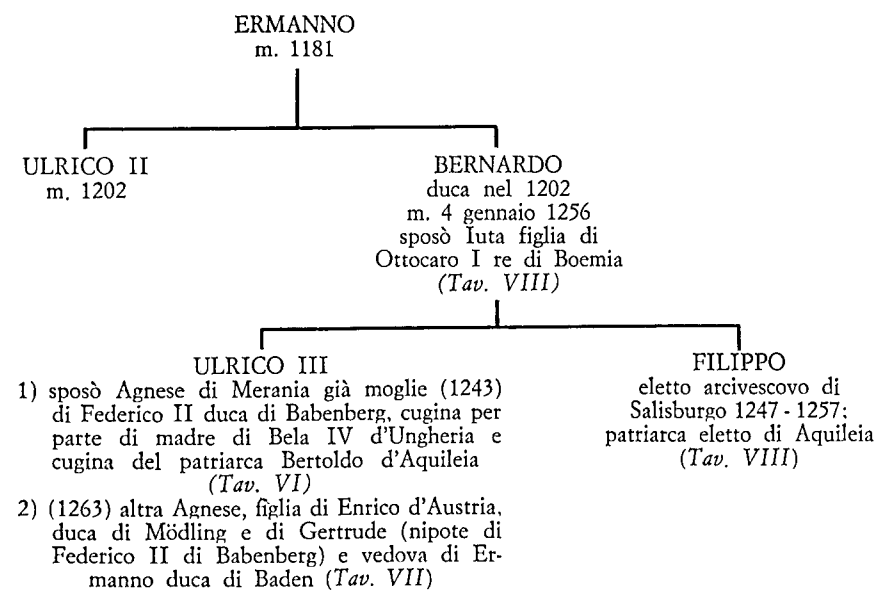 ERMANNO
m. 1181
ULRICO II
m. 1202
BERNARDO
duca nel 1202
m. 4 gennaio 1256
sposò Iuta figlia di
Ottocaro I re di Boemia
(Tav. VIII)
ULRICO III
1) sposò Agnese di Merania già moglie (1243)
di Federico II duca di Babenberg, cugina per
parte di madre di Bela IV d'Ungheria e
cugina del patriarca Bertoldo d'Aquileia
(Tav. VI)
2) (1263) altra Agnese, figlia di Enrico d'Austria,
duca di Mödling e di Gertrude (nipote di
Federico II di Babenberg) e vedova di Er-
manno duca di Baden (Tav. VII)
FILIPPO
eletto arcivescovo di
Salisburgo 1247 - 1257;
patriarca eletto di Aquileia
(Tav. VIII)